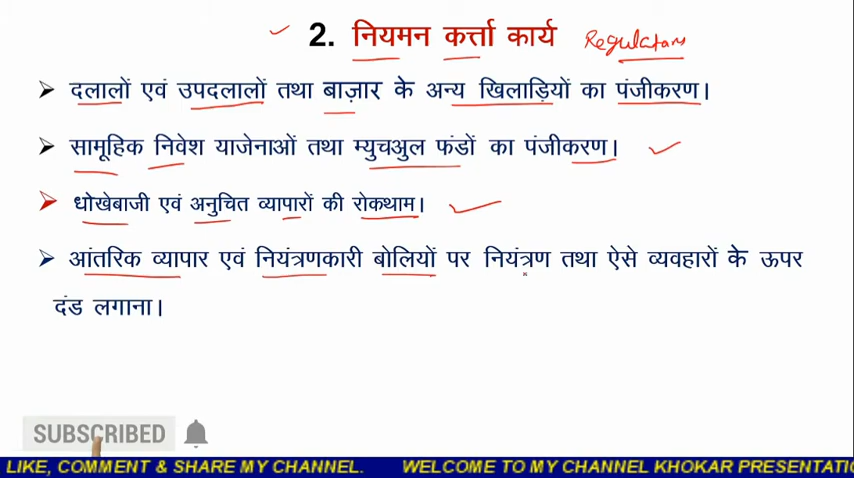 2. नियमन कर्त्ता कार्य Regulators
दलालों एवं उपदलालों तथा बाज़ार के अन्य खिलाड़ियों का पंजीकरण।
सामूहिक निवेश याजेनाओं तथा म्युचअुल फंडों का पंजीकरण।
धोखेबाजी एवं अनुचित व्यापारों की रोकथाम।
आंतरिक व्यापार एवं नियंत्रणकारी बोलियों पर नियंत्रण तथा ऐसे व्यवहारों के ऊपर
दंड लगाना।
SUBSCRIBED
LIKE, COMMENT & SHARE MY CHANNEL. WELCOME TO MY CHANNEL KHOKAR PRESENTATIO